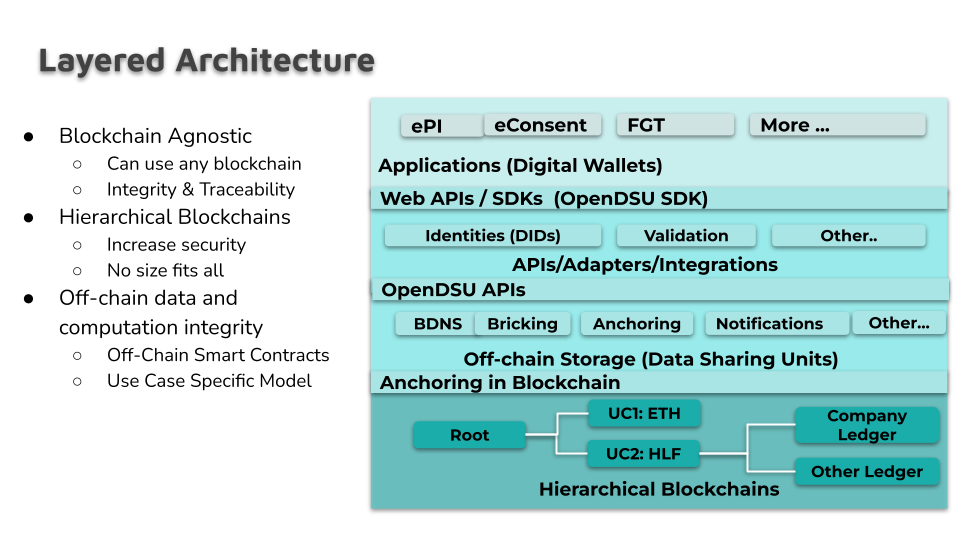 Layered Architecture
● Blockchain Agnostic
○ Can use any blockchain
○ Integrity & Traceability
● Hierarchical Blockchains
○ Increase security
○ No size fits all
● Off-chain data and
computation integrity
○ Off-Chain Smart Contracts
○ Use Case Specific Model
ePI eConsent FGT More ...
Applications (Digital Wallets)
Web APIs / SDKs (OpenDSU SDK)
Identities (DIDs) Validation Other..
APIs/Adapters/Integrations
OpenDSU APIs
BDNS Bricking Anchoring Notifications Other...
Off-chain Storage (Data Sharing Units)
Anchoring in Blockchain
Root
UC1: ETH
UC2: HLF
Company
Ledger
Other Ledger
Hierarchical Blockchains